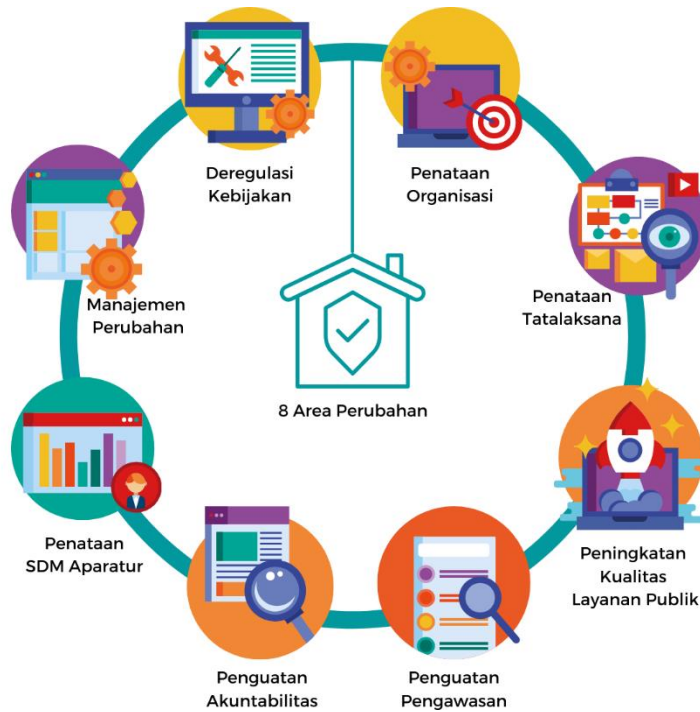 Deregulasi
Kebijakan
Penataan
Organisasi
Manajemen
Perubahan
Penataan
Tatalaksana
8 Area Perubahan
Penataan
SDM Aparatur
Peningkatan
Kualitas
Layanan Publik
Penguatan
Akuntabilitas
Penguatan
Pengawasan